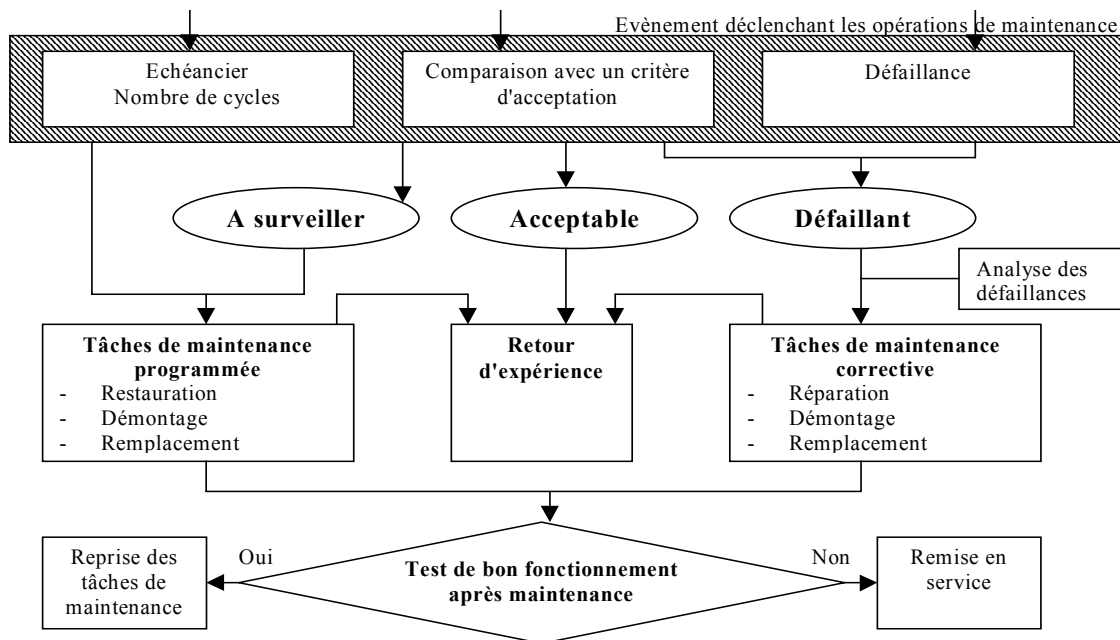 Evènement déclenchant les opérations de maintenance
Echéancier
Nombre de cycles
Comparaison avec un critère
d'acceptation
Défaillance
A surveiller
Acceptable
Défaillant
Analyse des
défaillances
Tâches de maintenance
programmée
- Restauration
- Démontage
- Remplacement
Retour
d'expérience
Tâches de maintenance
corrective
- Réparation
- Démontage
- Remplacement
Reprise des
tâches de
maintenance
Oui
Test de bon fonctionnement
après maintenance
Non
Remise en
service